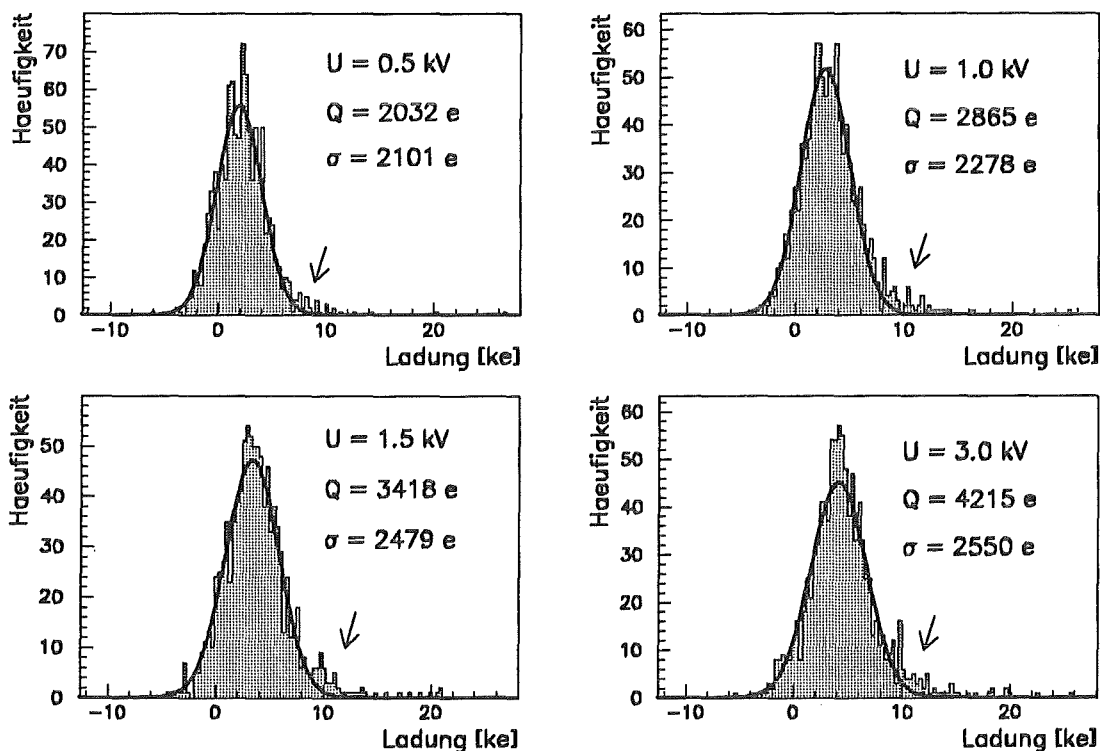 Haeufigkeit
70
60
50
40
30
20
10
0
U = 0.5 kV
Q = 2032 e
σ = 2101 e
−10 0 10 20
Ladung [ke]
Haeufigkeit
60
50
40
30
20
10
0
U = 1.0 kV
Q = 2865 e
σ = 2278 e
−10 0 10 20
Ladung [ke]
Haeufigkeit
50
40
30
20
10
0
U = 1.5 kV
Q = 3418 e
σ = 2479 e
−10 0 10 20
Ladung [ke]
Haeufigkeit
60
50
40
30
20
10
0
U = 3.0 kV
Q = 4215 e
σ = 2550 e
−10 0 10 20
Ladung [ke]